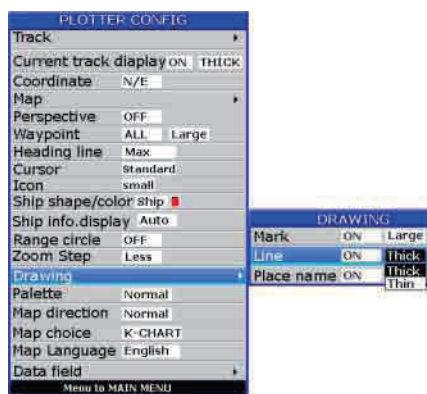 PLOTTER CONFIG
Track
Current track diaplay ON THICK
Coordinate N/E
Map
Perspective OFF
Waypoint ALL Large
Heading line Max
Cursor Standard
Icon small
Ship shape/color Ship
Ship info.display Auto
Range circle OFF
Zoom Step Less
Drawing
Palette Normal
Map direction Normal
Map choice K-CHART
Map Language English
Data field
Menu to MAIN MENU
DRAWING
Mark ON Large
Line ON Thick
Place name ON Thick
Thin